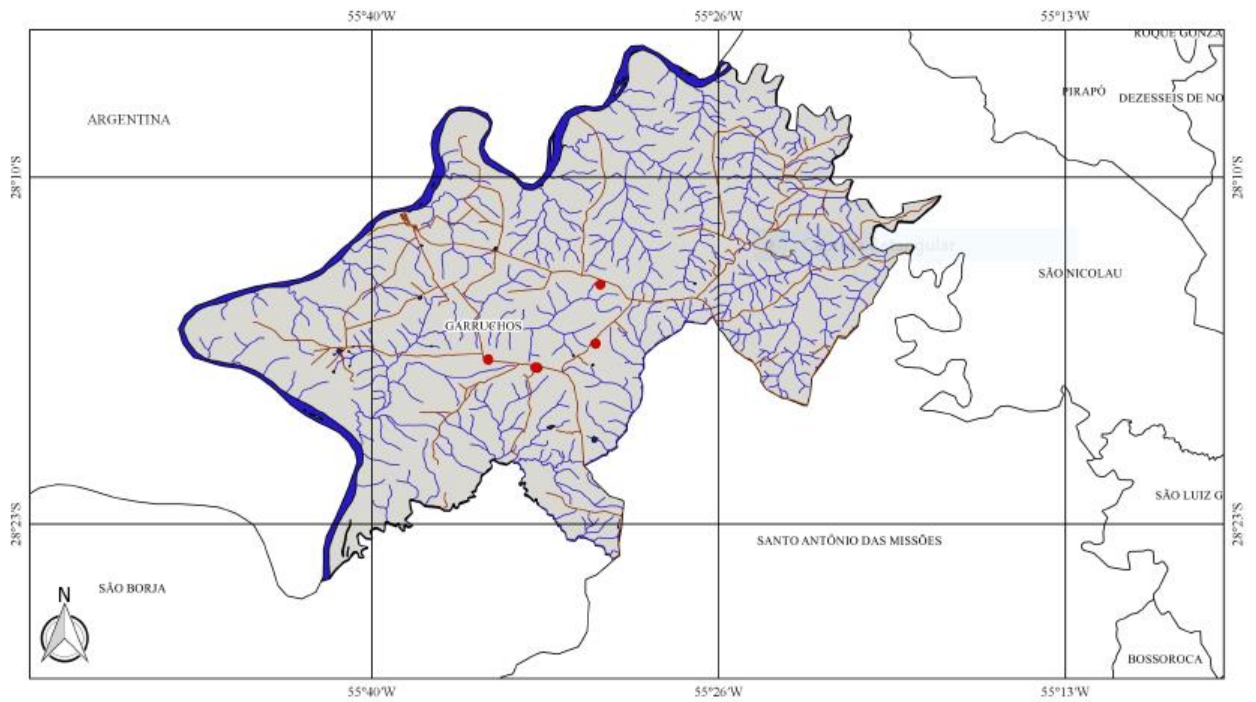 55°40'W 55°26'W 55°13'W
ROQUE GONZA
PIRAPÓ
DEZESSEIS DE NO
ARGENTINA
28°10'S 28°10'S
SÃO NICOLAU
GARRUCHOS
SÃO LUIZ G
28°23'S 28°23'S
SANTO ANTÔNIO DAS MISSÕES
SÃO BORJA
N
BOSSOROCA
55°40'W 55°26'W 55°13'W